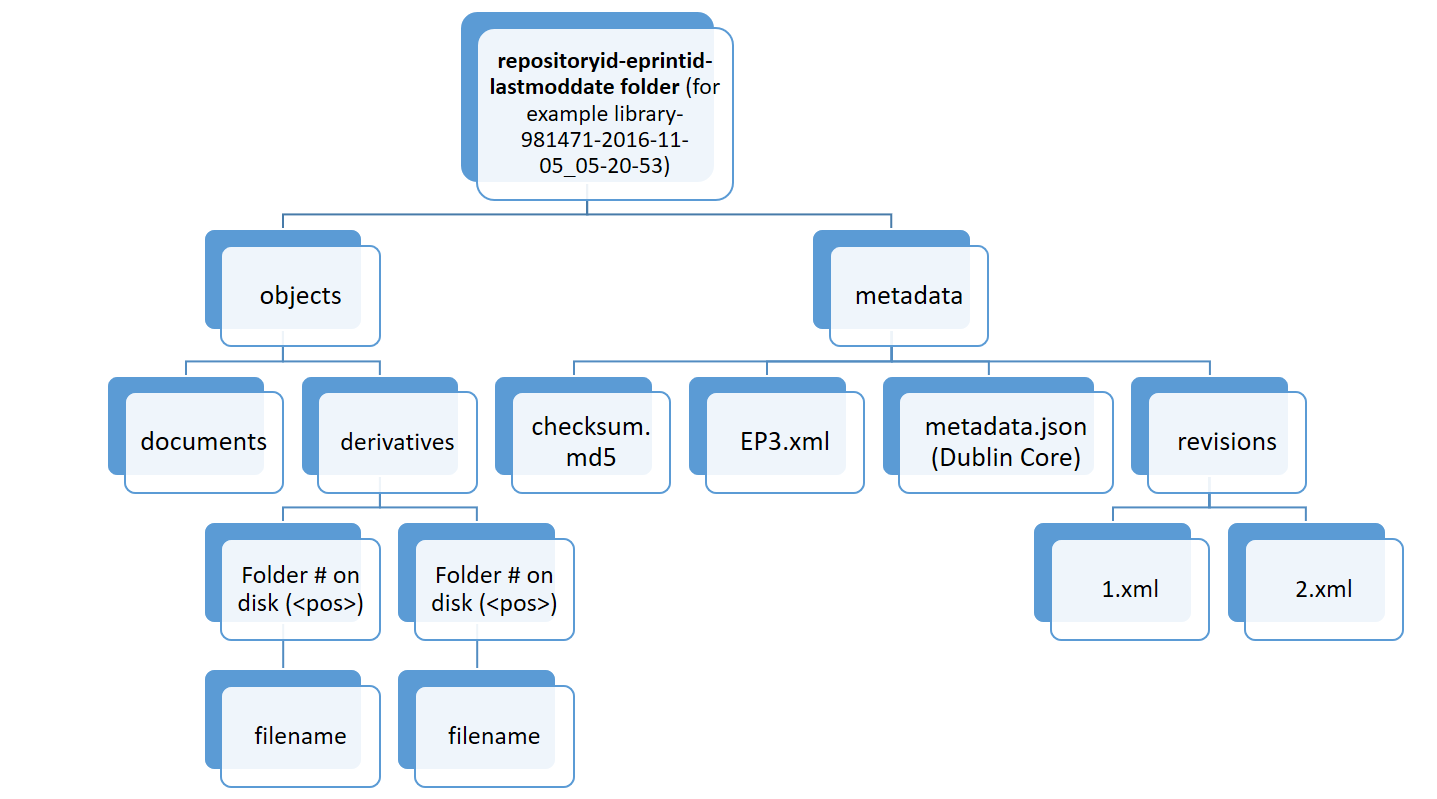 repositoryid-eprintid-
lastmoddate folder (for
example library-
981471-2016-11-
05_05-20-53)
objects
metadata
documents
derivatives
checksum.
md5
EP3.xml
metadata.json
(Dublin Core)
revisions
Folder # on
disk (<pos>)
Folder # on
disk (<pos>)
1.xml
2.xml
filename
filename